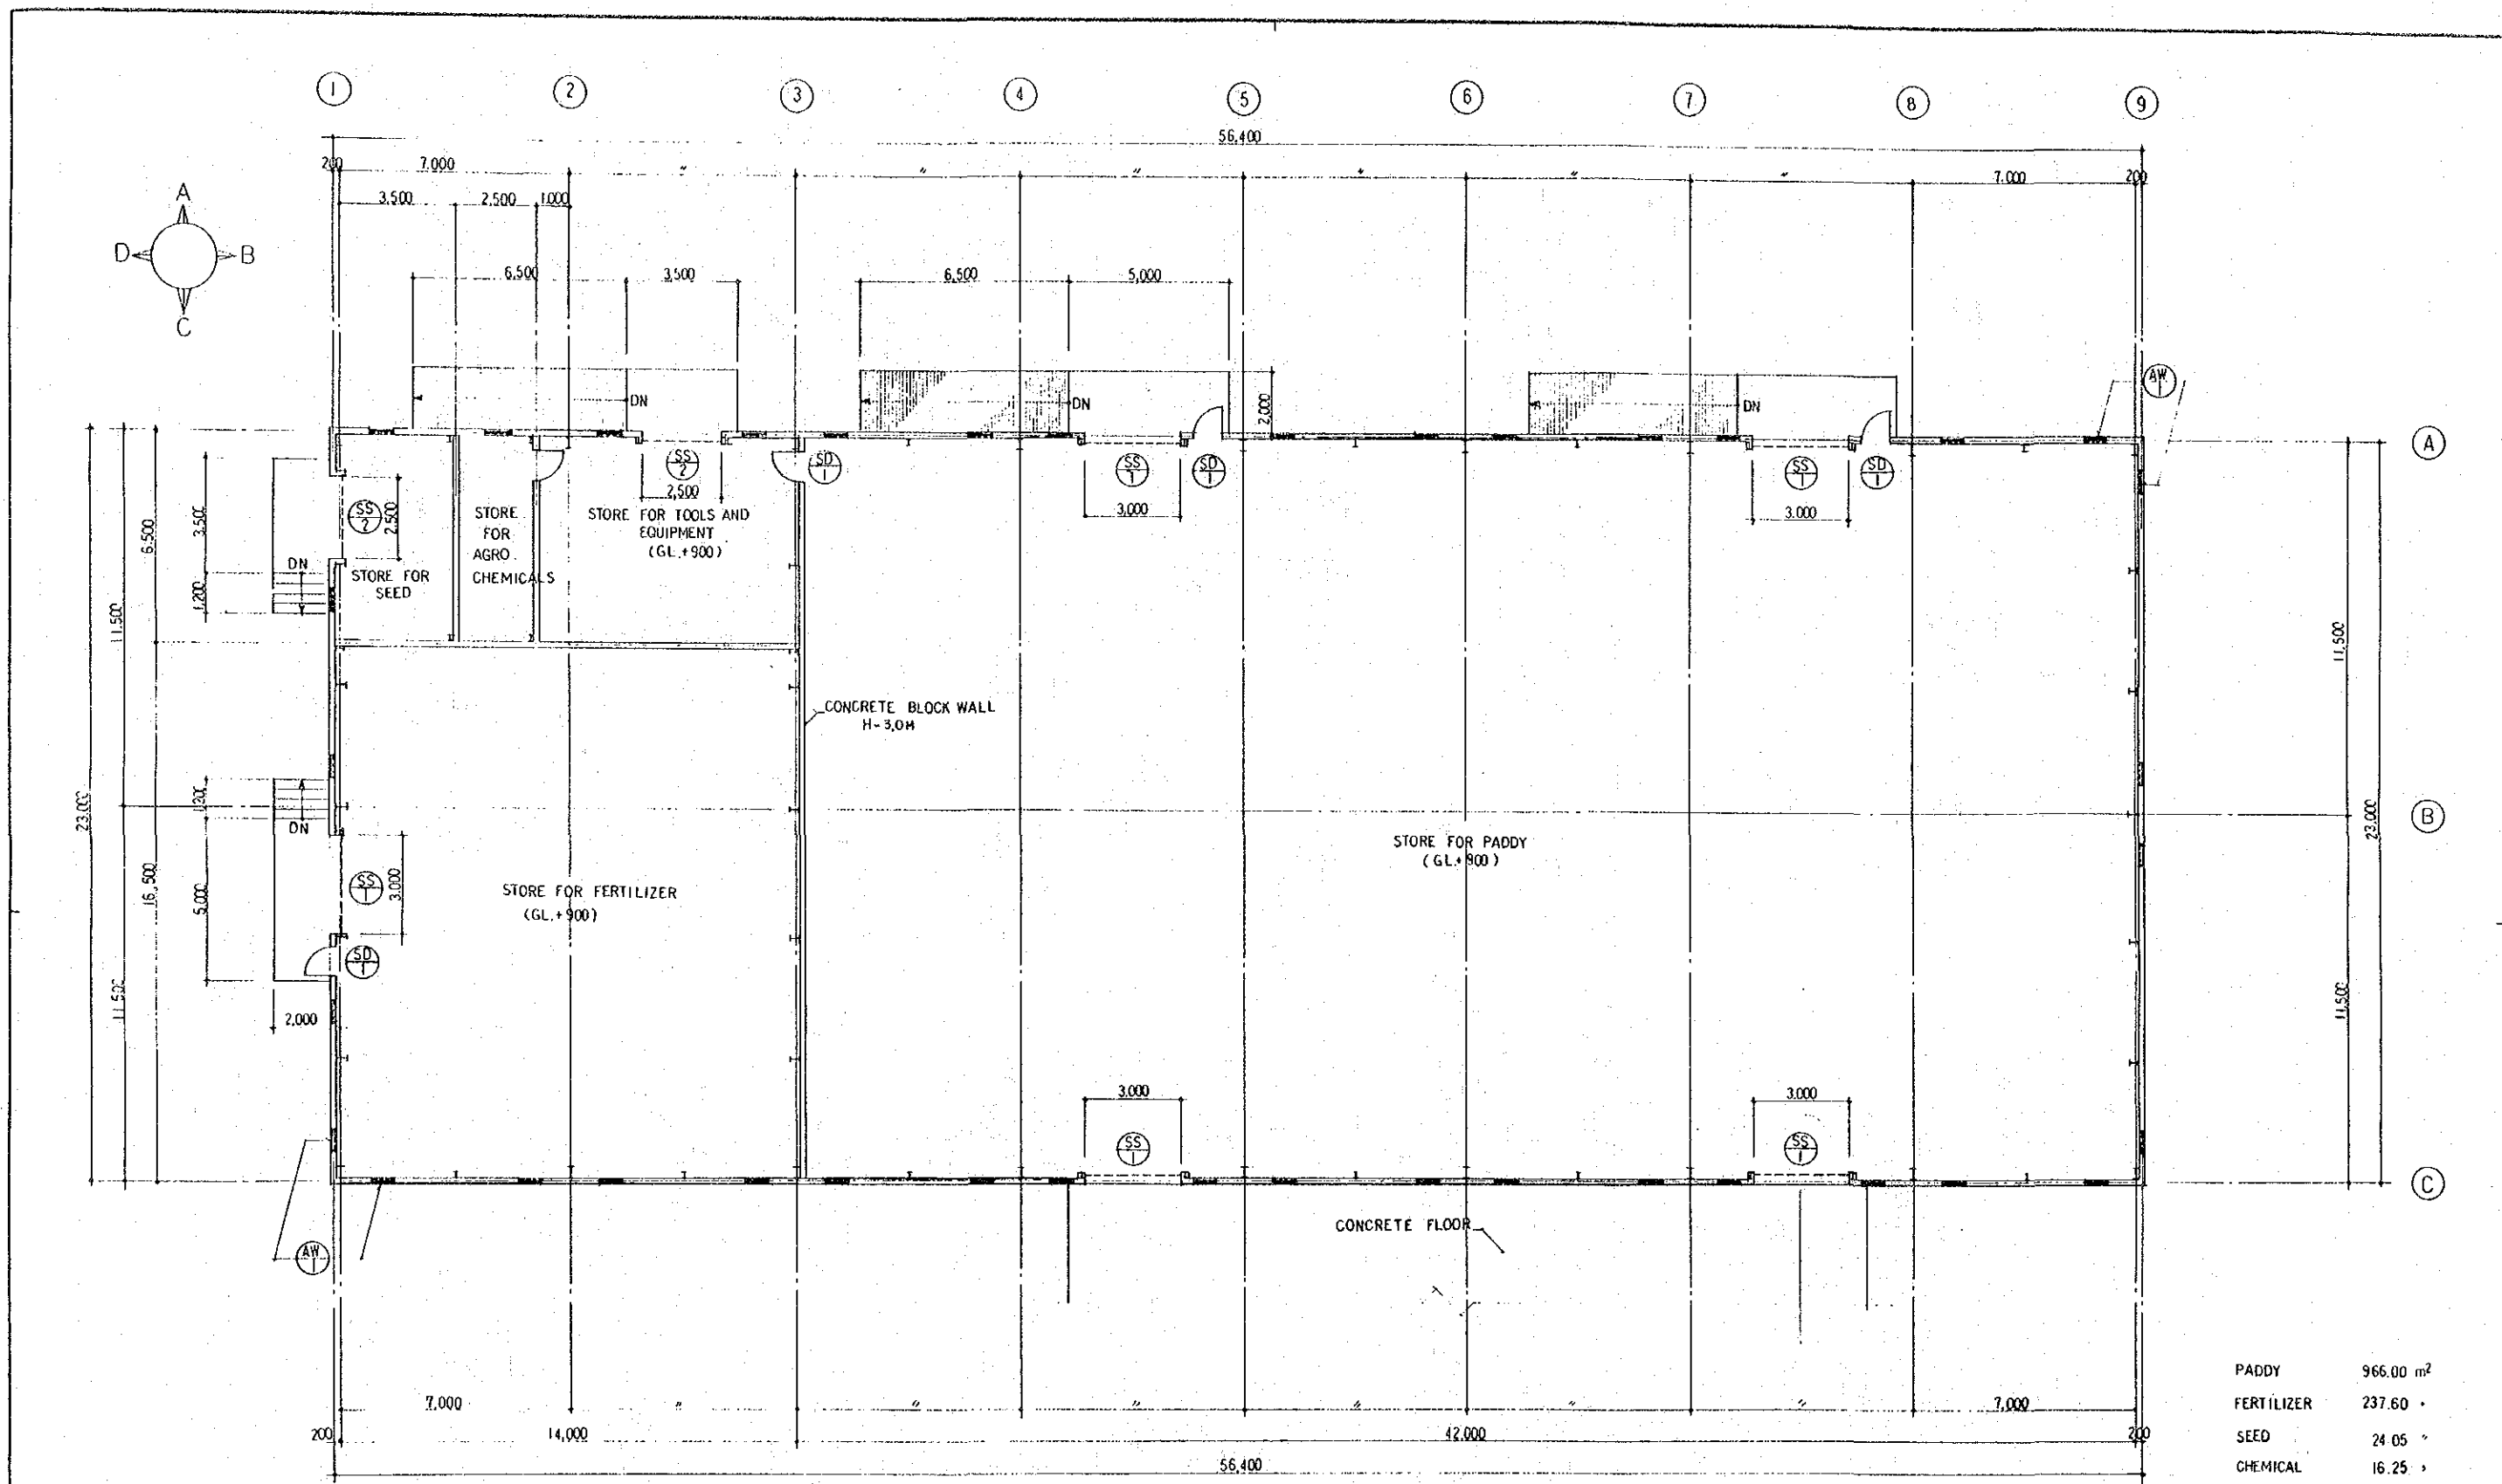 1 2 3 4 5 6 7 8 9
56,400
200 7,000 〃 〃 〃 〃 〃 〃 7,000 200
3,500 2,500 1,000
A
D B
C
6,500 3,500 6,500 5,000
DN DN 2,000 DN
AW
1
A
SS
2
2,500
SD
1
SS
1
3,000
SD
1
SS
1
3,000
SD
1
SS
2
2,500
STORE
FOR
AGRO.
CHEMICALS
STORE FOR TOOLS AND
EQUIPMENT
(GL.+900)
3,500
6,500
DN
STORE FOR
SEED
1,200
11,500
11,500
CONCRETE BLOCK WALL
H=3,0M
23,000
1,200
DN
B
23,000
STORE FOR PADDY
(GL.+900)
16,500
5,000
SS
1
3,000
STORE FOR FERTILIZER
(GL.+900)
SD
1
11,500
11,500
2,000
3,000
SS
1
3,000
SS
1
C
CONCRETE FLOOR
AW
1
PADDY 966.00 m²
FERTILIZER 237.60 〃
SEED 24.05 〃
CHEMICAL 16.25 〃
7,000 〃 〃 〃 〃 〃 〃 7,000
200 14,000 42,000 200
56,400